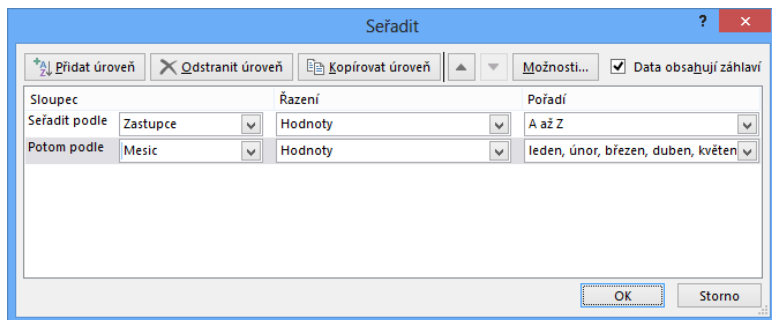 Seřadit
? ×
Přidat úroveň Odstranit úroveň Kopírovat úroveň Možnosti... Data obsahují záhlaví
Sloupec Řazení Pořadí
Seřadit podle Zastupce Hodnoty A až Z
Potom podle Mesic Hodnoty leden, únor, březen, duben, květen
OK Storno